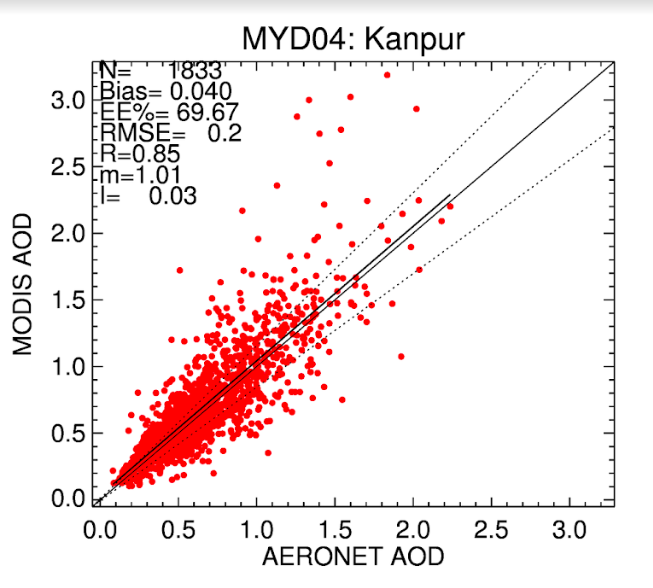 MYD04: Kanpur
N= 1833
Bias= 0.040
EE%= 69.67
RMSE= 0.2
R=0.85
m=1.01
I= 0.03
3.0
2.5
2.0
1.5
1.0
0.5
0.0
MODIS AOD
0.0 0.5 1.0 1.5 2.0 2.5 3.0
AERONET AOD